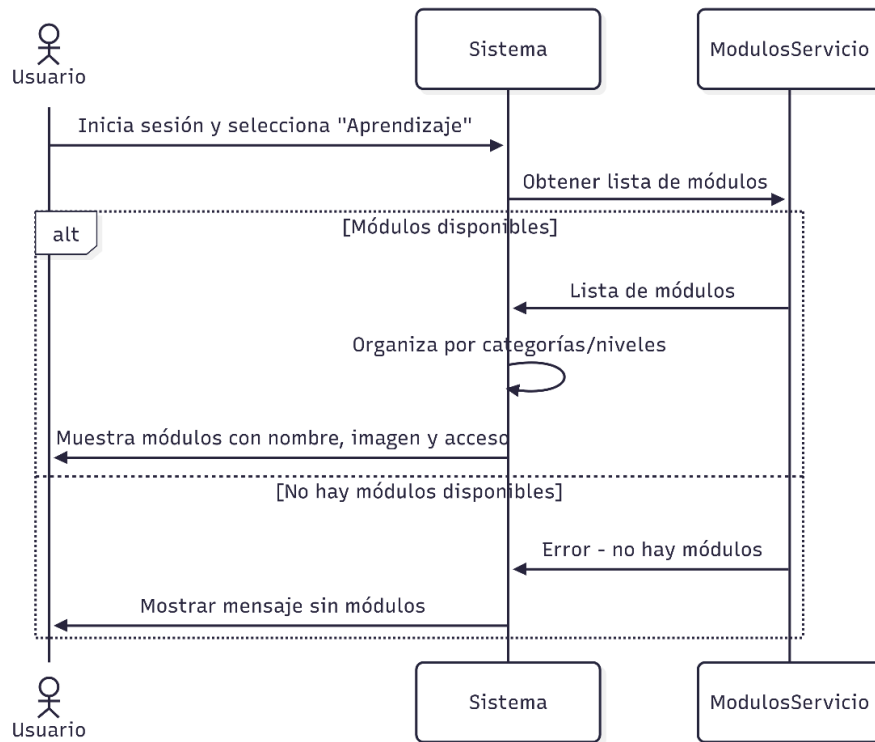 Usuario
Sistema
ModulosServicio
Inicia sesión y selecciona "Aprendizaje"
Obtener lista de módulos
alt
[Módulos disponibles]
Lista de módulos
Organiza por categorías/niveles
Muestra módulos con nombre, imagen y acceso
[No hay módulos disponibles]
Error - no hay módulos
Mostrar mensaje sin módulos
Usuario
Sistema
ModulosServicio